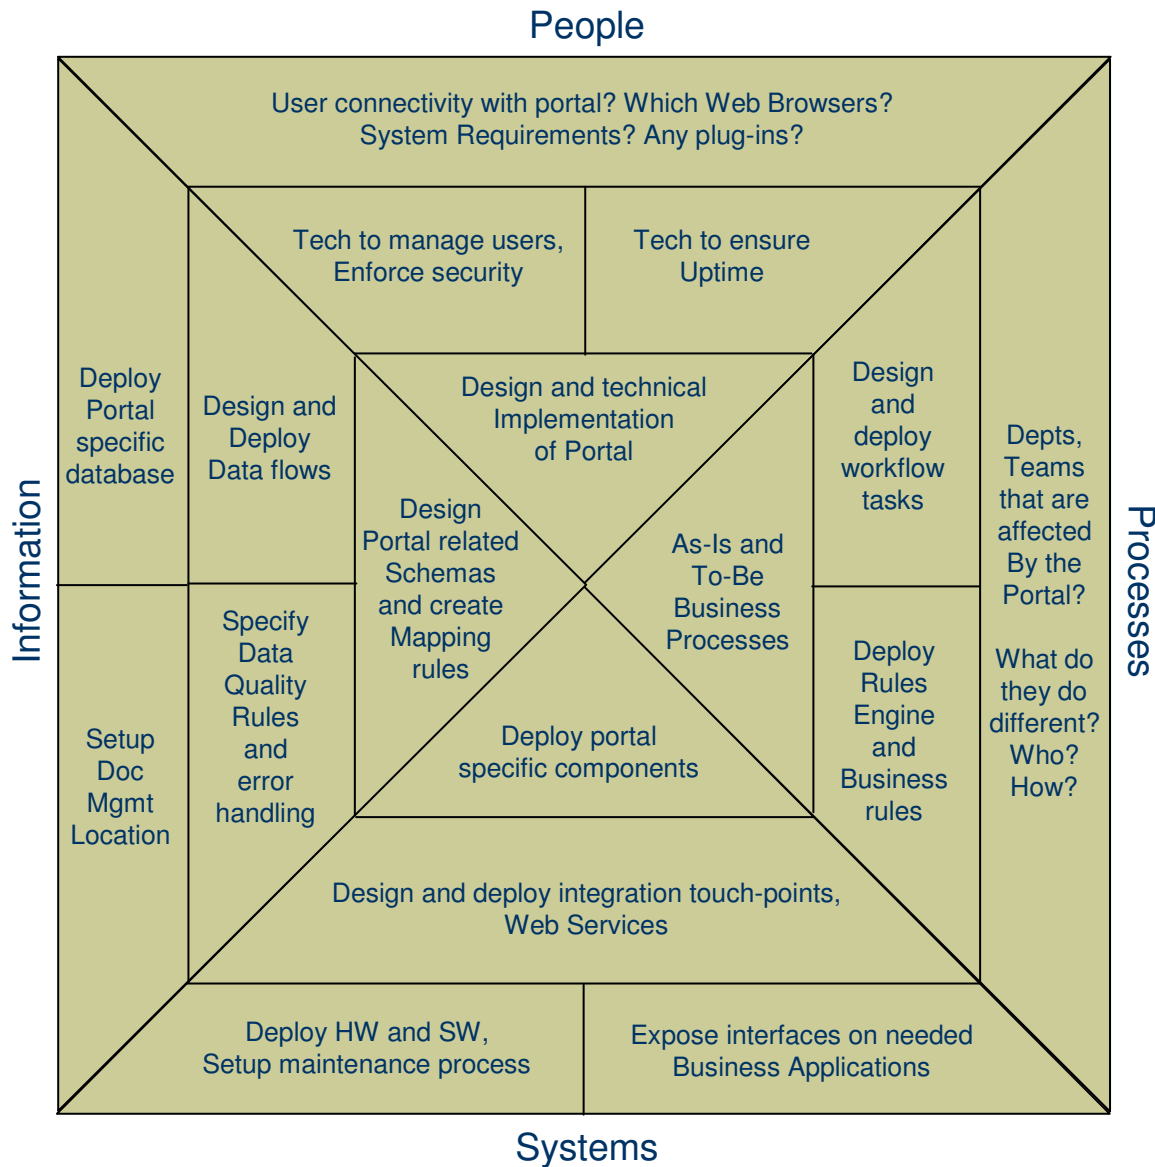 People
User connectivity with portal? Which Web Browsers?
System Requirements? Any plug-ins?
Tech to manage users,
Enforce security
Tech to ensure
Uptime
Design and technical
Implementation
of Portal
Information
Deploy
Portal
specific
database
Design and
Deploy
Data flows
Design
Portal related
Schemas
and create
Mapping
rules
Setup
Doc
Mgmt
Location
Specify
Data
Quality
Rules
and
error
handling
As-Is and
To-Be
Business
Processes
Design
and
deploy
workflow
tasks
Deploy
Rules
Engine
and
Business
rules
Depts,
Teams
that are
affected
By the
Portal?
What do
they do
different?
Who?
How?
Processes
Deploy portal
specific components
Design and deploy integration touch-points,
Web Services
Deploy HW and SW,
Setup maintenance process
Expose interfaces on needed
Business Applications
Systems